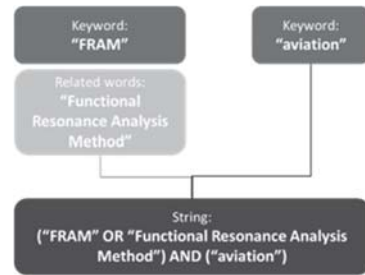 Keyword:
"FRAM"
Keyword:
"aviation"
Related words:
"Functional
Resonance Analysis
Method"
String:
("FRAM" OR "Functional Resonance Analysis
Method") AND ("aviation")